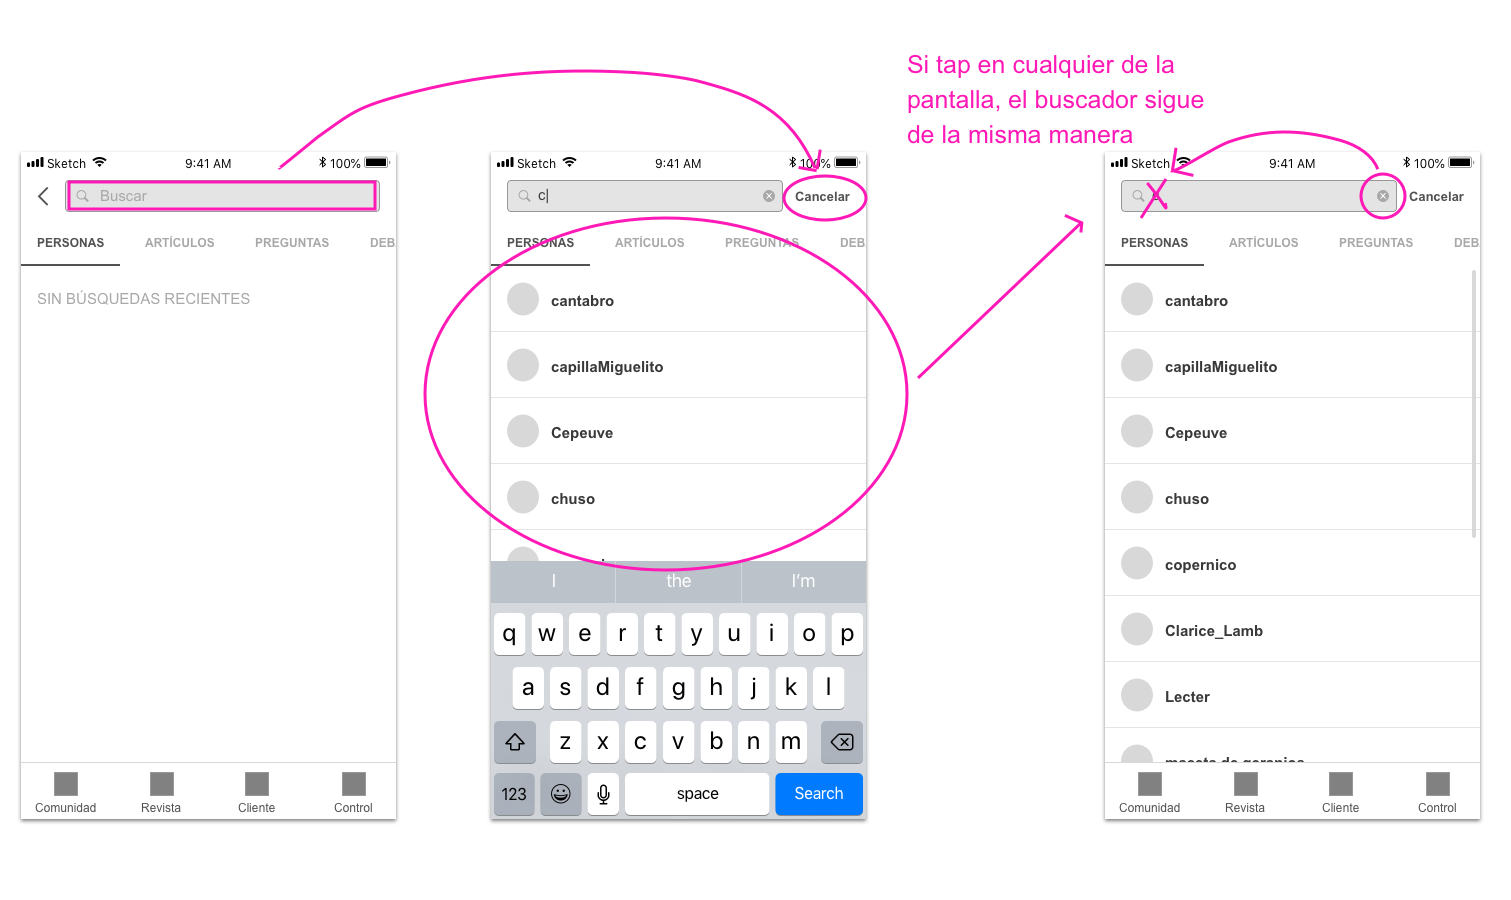 Si tap en cualquier de la
pantalla, el buscador sigue
de la misma manera
Sketch 9:41 AM 100%
Buscar
PERSONAS ARTÍCULOS PREGUNTAS DEB
SIN BÚSQUEDAS RECIENTES
Comunidad Revista Cliente Control
Sketch 9:41 AM 100%
c Cancelar
PERSONAS ARTÍCULOS PREGUNTAS DEB
cantabro
capillaMiguelito
Cepeuve
chuso
I the I'm
q w e r t y u i o p
a s d f g h j k l
z x c v b n m
123 space Search
Sketch 9:41 AM 100%
Cancelar
PERSONAS ARTÍCULOS PREGUNTAS DEB
cantabro
capillaMiguelito
Cepeuve
chuso
copernico
Clarice_Lamb
Lecter
maceta de geranios
Comunidad Revista Cliente Control